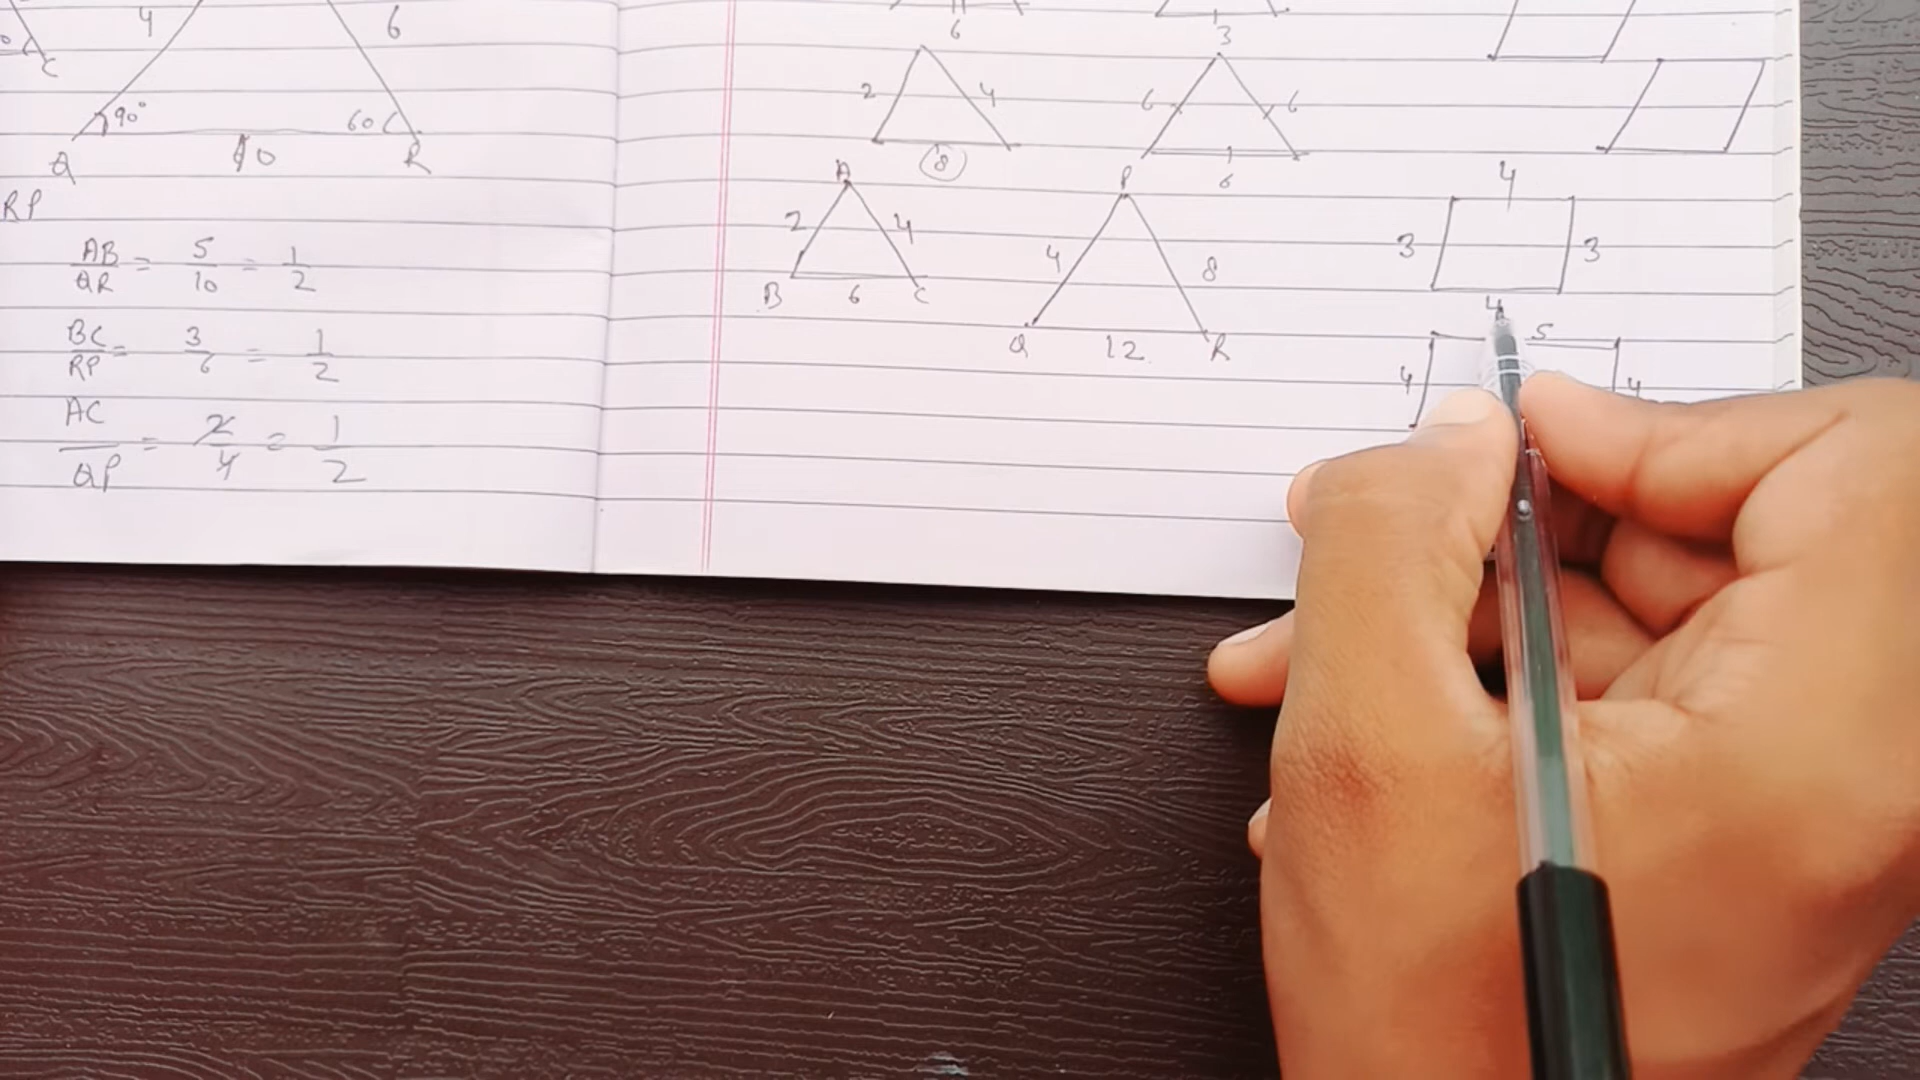 4 6
C
90° 60
Q 10 R
RP
AB/QR = 5/10 = 1/2
BC/RP = 3/6 = 1/2
AC/QP = 2/4 = 1/2
6 3
2 4 6 6
8 6
A P
2 4 4 8
B 6 C
Q 12 R
4
3 3
4
5
4 4